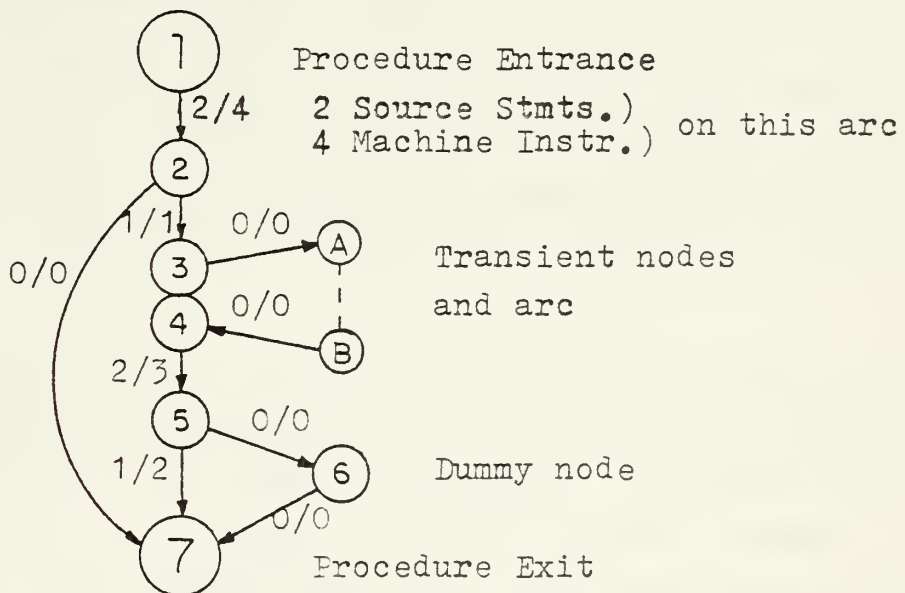 1
Procedure Entrance
2/4
2 Source Stmts.)
4 Machine Instr.)
on this arc
2
1/1
0/0
A
0/0
3
Transient nodes
and arc
0/0
4
B
2/3
5
0/0
1/2
6
Dummy node
0/0
7
Procedure Exit